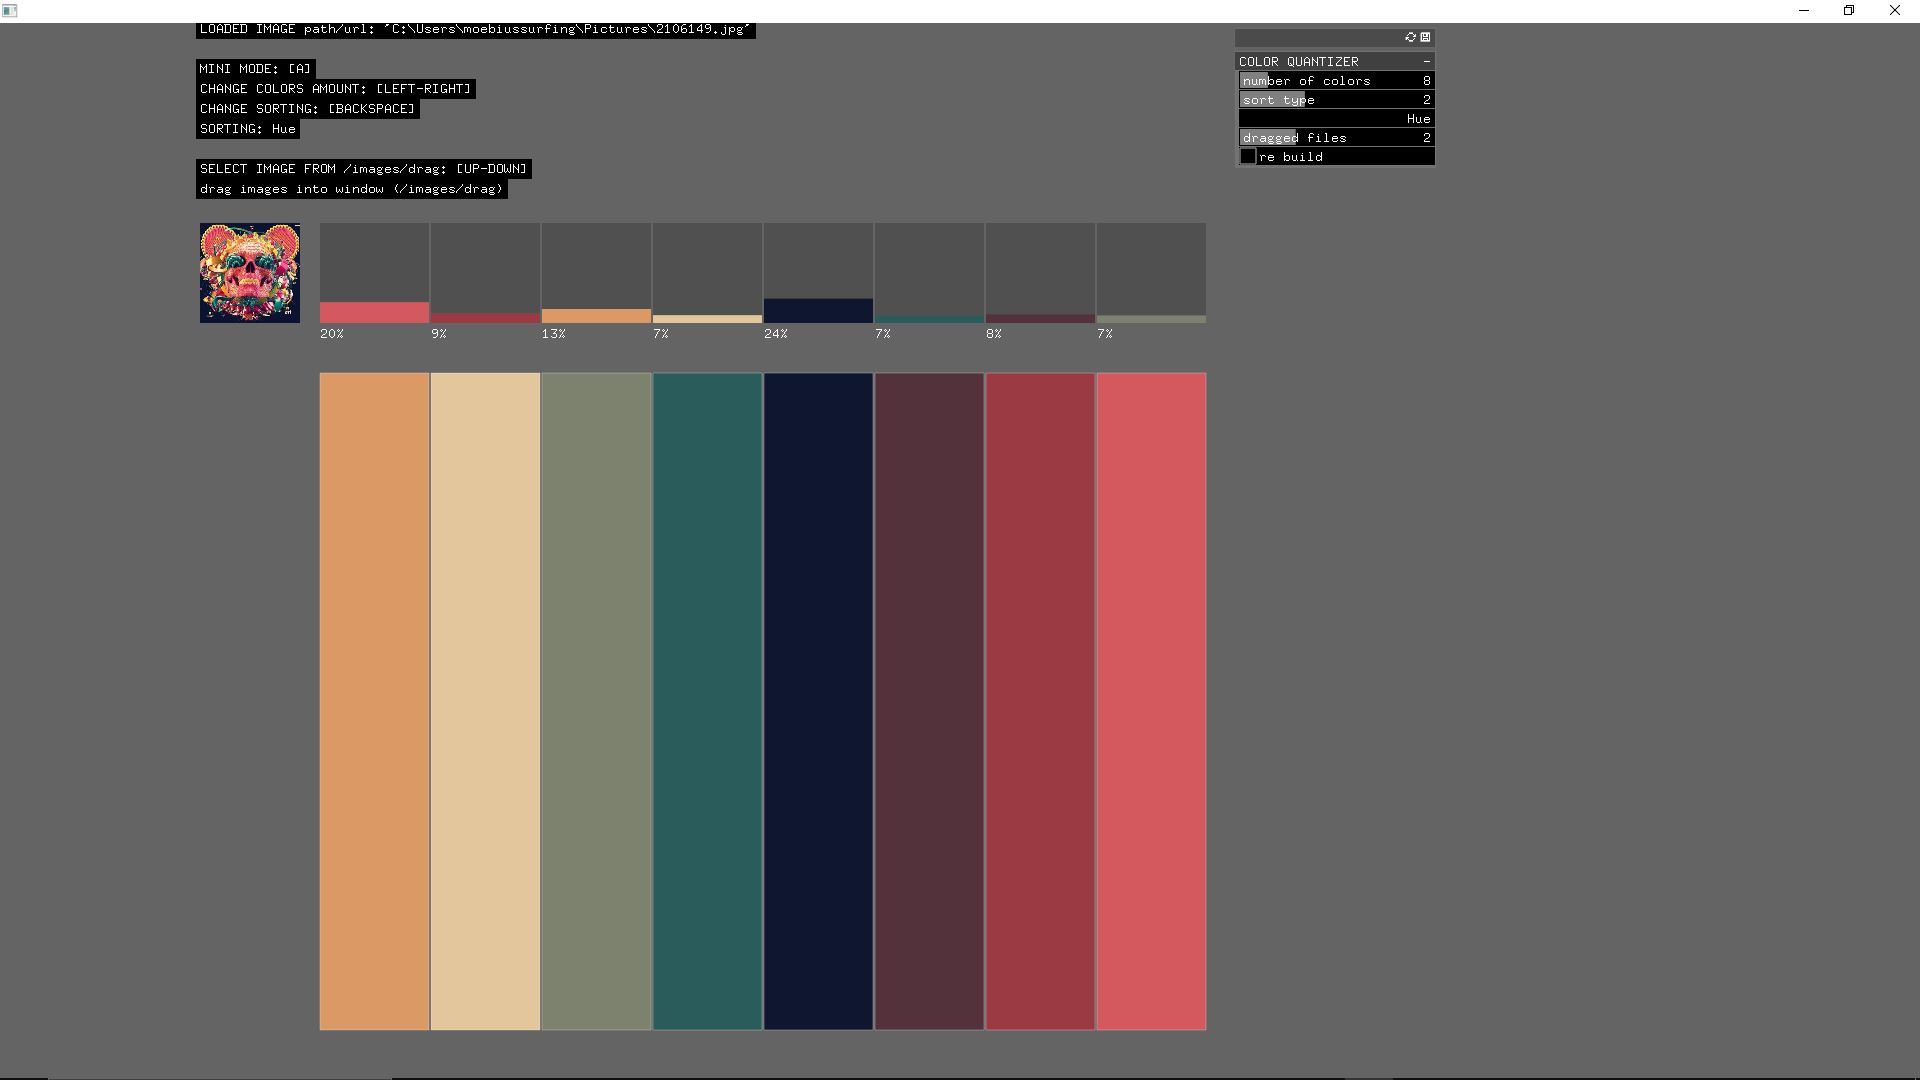 LOADED IMAGE path/url: "C:\Users\moebiussurfing\Pictures\2106149.jpg"
MINI MODE: [A]
CHANGE COLORS AMOUNT: [LEFT-RIGHT]
CHANGE SORTING: [BACKSPACE]
SORTING: Hue
SELECT IMAGE FROM /images/drag: [UP-DOWN]
drag images into window (/images/drag)
COLOR QUANTIZER -
number of colors 8
sort type 2
Hue
dragged files 2
re build
20% 9% 13% 7% 24% 7% 8% 7%